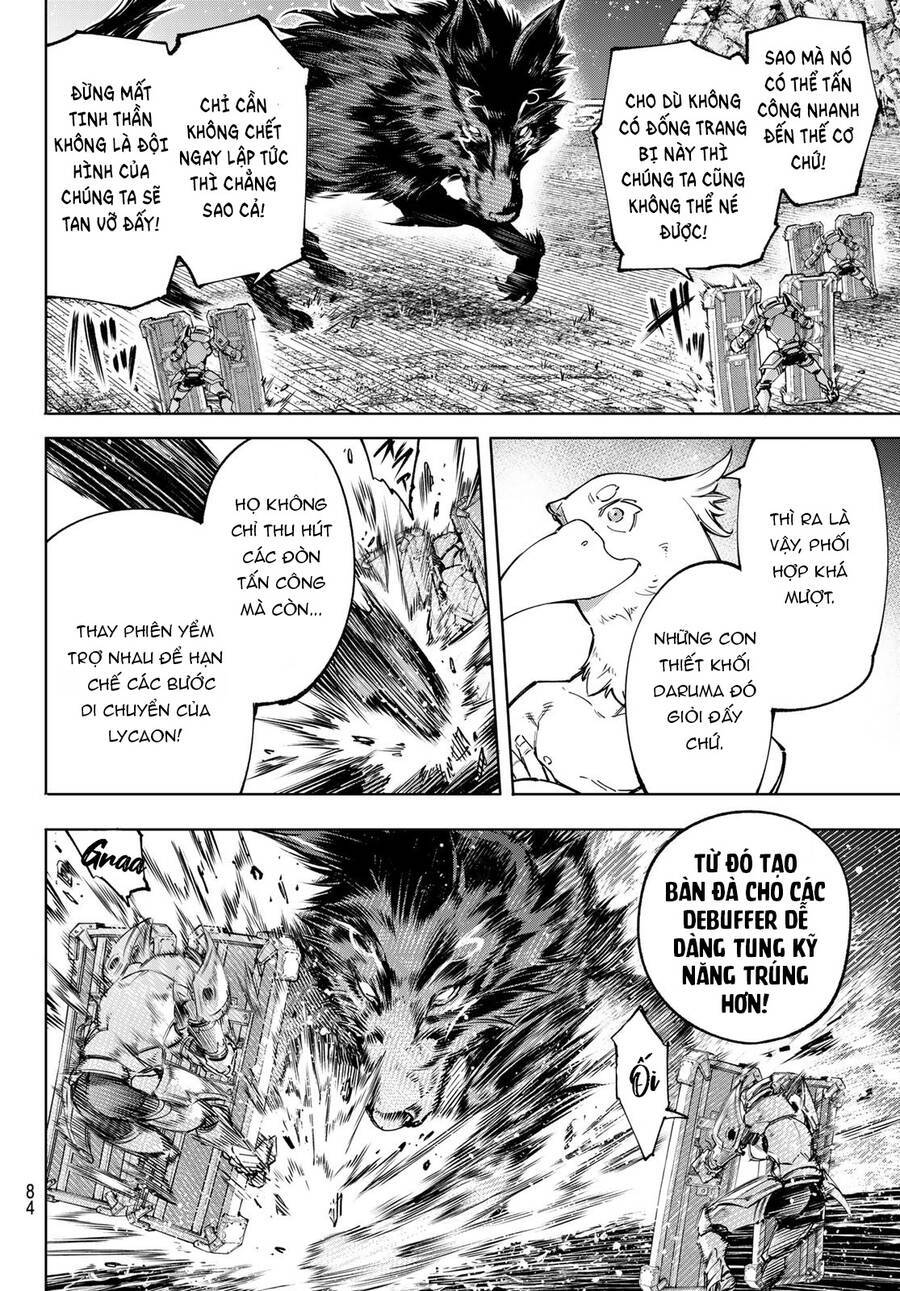 SAO MÀ NÓ
CÓ THỂ TẤN
CÔNG NHANH
ĐẾN THẾ CƠ
CHỨ!
CHO DÙ KHÔNG
CÓ ĐỐNG TRANG
BỊ NÀY THÌ
CHÚNG TA CŨNG
KHÔNG THỂ NÉ
ĐƯỢC!
CHỈ CẦN
KHÔNG CHẾT
NGAY LẬP TỨC
THÌ CHẲNG
SAO CẢ!
ĐỪNG MẤT
TINH THẦN
KHÔNG LÀ ĐỘI
HÌNH CỦA
CHÚNG TA SẼ
TAN VỠ ĐẤY!
THÌ RA LÀ
VẬY, PHỐI
HỢP KHÁ
MƯỢT.
NHỮNG CON
THIẾT KHỐI
DARUMA ĐÓ
GIỎI ĐẤY
CHỨ.
HỌ KHÔNG
CHỈ THU HÚT
CÁC ĐÒN
TẤN CÔNG
MÀ CÒN...
THAY PHIÊN YỂM
TRỢ NHAU ĐỂ HẠN
CHẾ CÁC BƯỚC
DI CHUYỂN CỦA
LYCAON!
TỪ ĐÓ TẠO
BÀN ĐÀ CHO CÁC
DEBUFFER DỄ
DÀNG TUNG KỸ
NĂNG TRÚNG
HƠN!
Ối
Gnaa
84